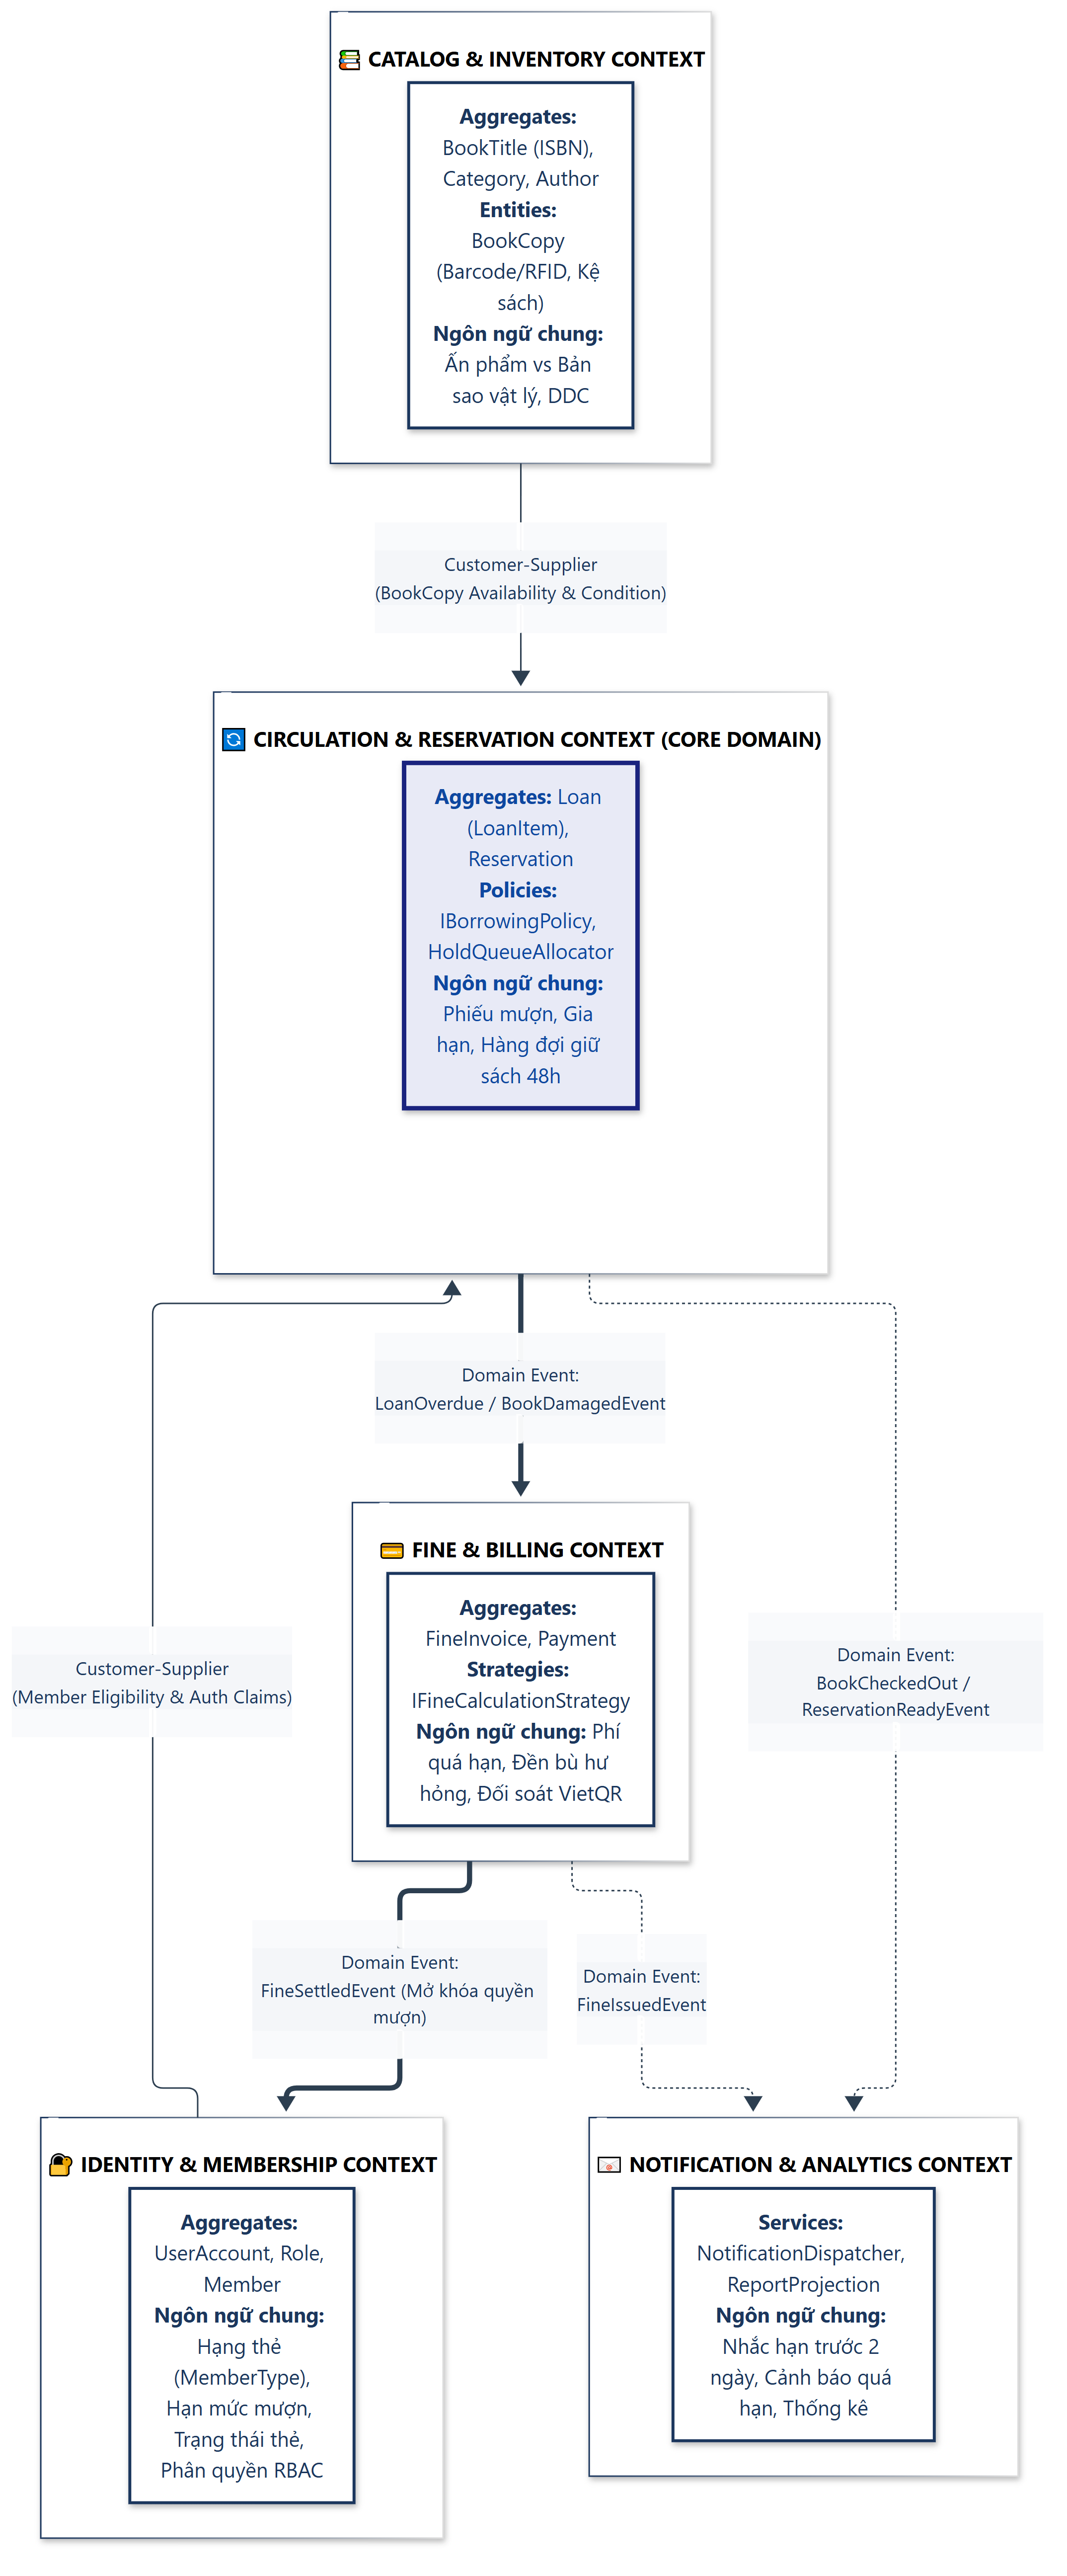 CATALOG & INVENTORY CONTEXT
Aggregates:
BookTitle (ISBN),
Category, Author
Entities:
BookCopy
(Barcode/RFID, Kệ
sách)
Ngôn ngữ chung:
Ấn phẩm vs Bản
sao vật lý, DDC
Customer-Supplier
(BookCopy Availability & Condition)
CIRCULATION & RESERVATION CONTEXT (CORE DOMAIN)
Aggregates: Loan
(LoanItem),
Reservation
Policies:
IBorrowingPolicy,
HoldQueueAllocator
Ngôn ngữ chung:
Phiếu mượn, Gia
hạn, Hàng đợi giữ
sách 48h
Domain Event:
LoanOverdue / BookDamagedEvent
FINE & BILLING CONTEXT
Aggregates:
FineInvoice, Payment
Strategies:
IFineCalculationStrategy
Ngôn ngữ chung: Phí
quá hạn, Đền bù hư
hỏng, Đối soát VietQR
Customer-Supplier
(Member Eligibility & Auth Claims)
Domain Event:
BookCheckedOut /
ReservationReadyEvent
Domain Event:
FineSettledEvent (Mở khóa quyền
mượn)
Domain Event:
FineIssuedEvent
IDENTITY & MEMBERSHIP CONTEXT
Aggregates:
UserAccount, Role,
Member
Ngôn ngữ chung:
Hạng thẻ
(MemberType),
Hạn mức mượn,
Trạng thái thẻ,
Phân quyền RBAC
NOTIFICATION & ANALYTICS CONTEXT
Services:
NotificationDispatcher,
ReportProjection
Ngôn ngữ chung:
Nhắc hạn trước 2
ngày, Cảnh báo quá
hạn, Thống kê